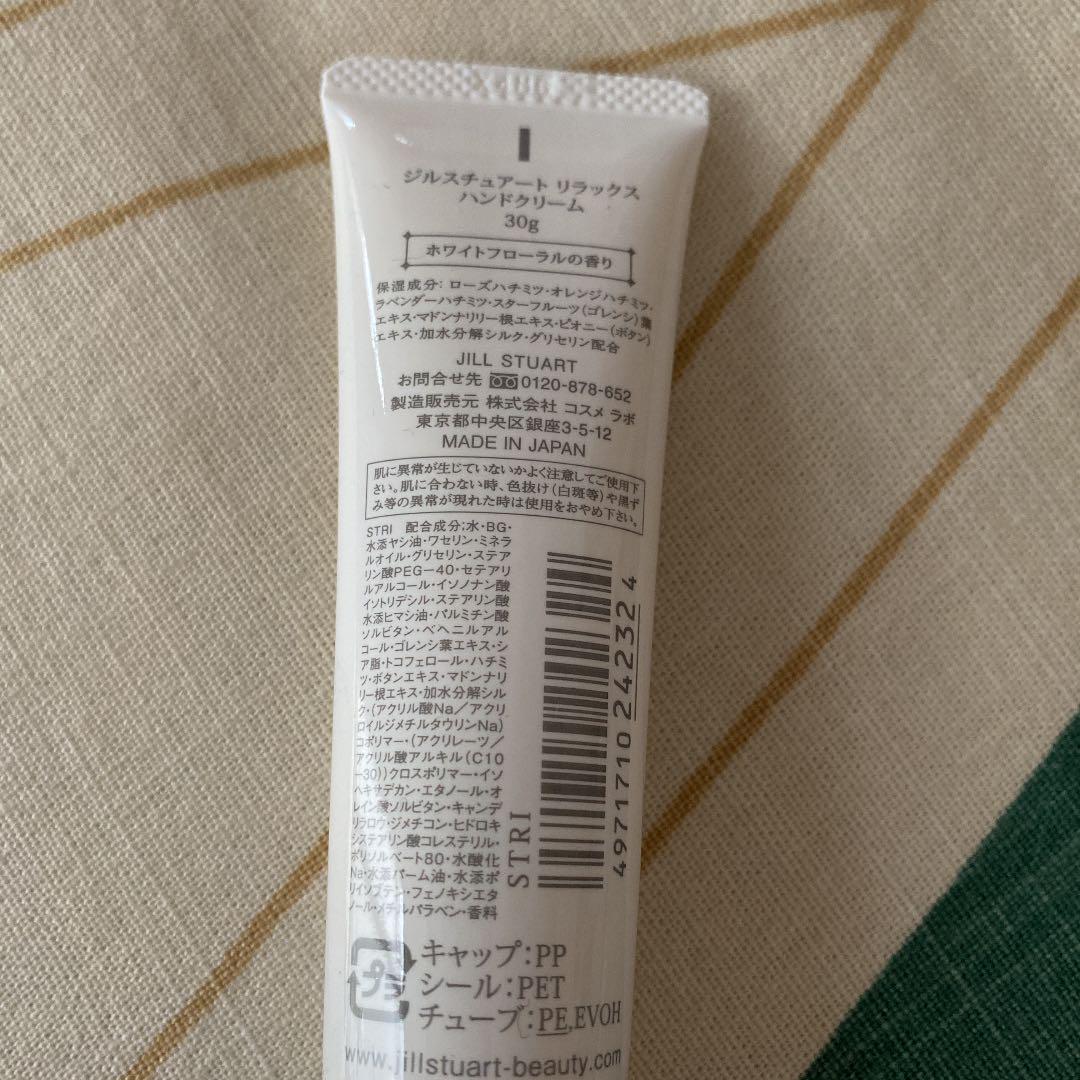 ジルスチュアート リラックス
ハンドクリーム
30g
ホワイトフローラルの香り
保湿成分：ローズハチミツ・オレンジハチミツ・
ラベンダーハチミツ・スターフルーツ(ゴレンシ)葉
エキス・マドンナリリー根エキス・ピオニー(ボタン)
エキス・加水分解シルク・グリセリン配合
JILL STUART
お問合せ先 0120-878-652
製造販売元 株式会社 コスメ ラボ
東京都中央区銀座3-5-12
MADE IN JAPAN
肌に異常が生じていないかよく注意してご使用下
さい。肌に合わない時、色抜け(白斑等)や黒ず
み等の異常が現れた時は使用をおやめ下さい。
STRI 配合成分：水・BG・
水添ヤシ油・ワセリン・ミネラ
ルオイル・グリセリン・ステア
リン酸PEG－40・セテアリ
ルアルコール・イソノナン酸
イソトリデシル・ステアリン酸
水添ヒマシ油・パルミチン酸
ソルビタン・ベヘニルアル
コール・ゴレンシ葉エキス・シ
ア脂・トコフェロール・ハチミ
ツ・ボタンエキス・マドンナリ
リー根エキス・加水分解シル
ク・(アクリル酸Na／アクリ
ロイルジメチルタウリンNa)
コポリマー・(アクリレーツ／
アクリル酸アルキル(C10
－30))クロスポリマー・イソ
ヘキサデカン・エタノール・オ
レイン酸ソルビタン・キャンデ
リラロウ・ジメチコン・ヒドロキ
システアリン酸コレステリル・
ポリソルベート80・水酸化
Na・水添パーム油・水添ポ
リイソブテン・フェノキシエタ
ノール・メチルパラベン・香料
STRI
4971710242324
プラ
キャップ：PP
シール：PET
チューブ：PE,EVOH
www.jillstuart-beauty.com